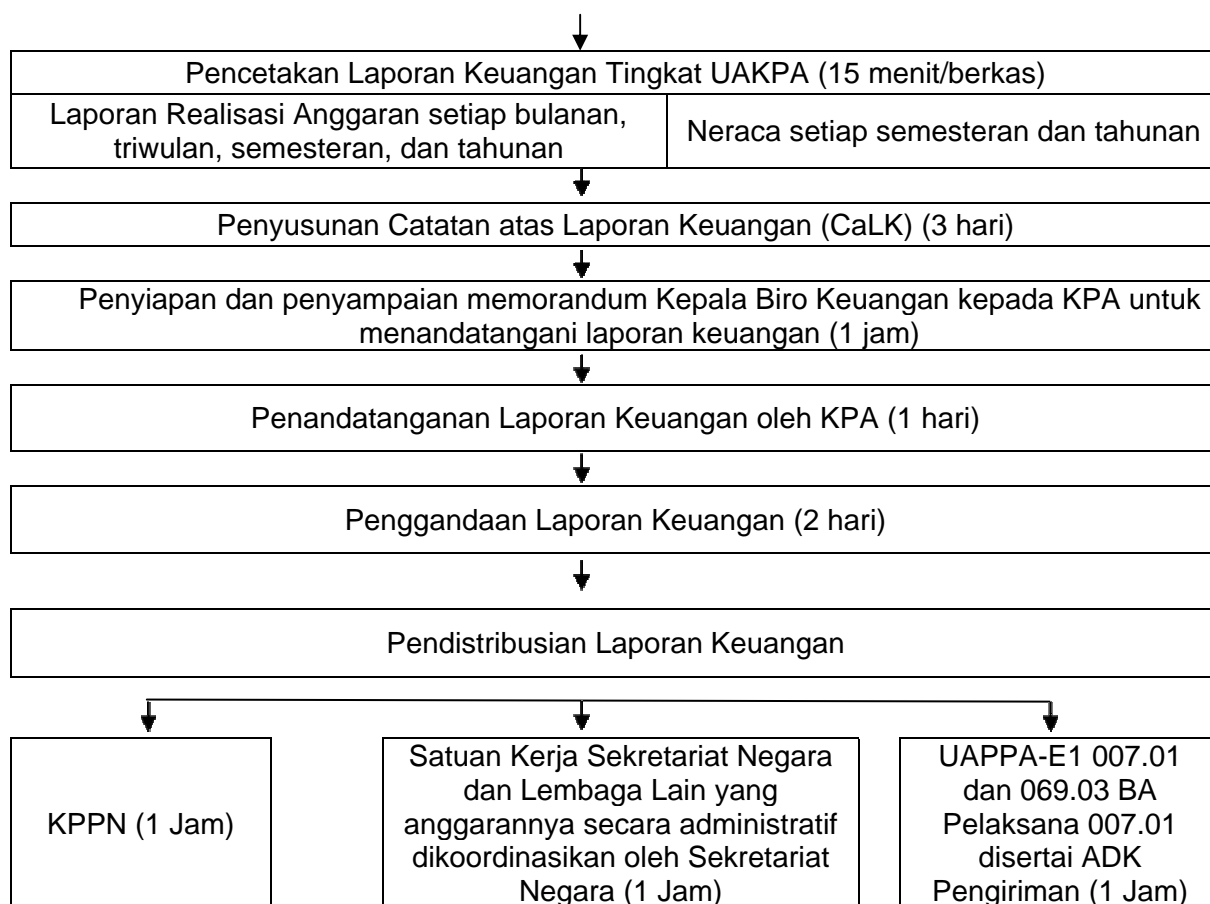 Pencetakan Laporan Keuangan Tingkat UAKPA (15 menit/berkas)
Laporan Realisasi Anggaran setiap bulanan,
triwulan, semesteran, dan tahunan
Neraca setiap semesteran dan tahunan
Penyusunan Catatan atas Laporan Keuangan (CaLK) (3 hari)
Penyiapan dan penyampaian memorandum Kepala Biro Keuangan kepada KPA untuk
menandatangani laporan keuangan (1 jam)
Penandatanganan Laporan Keuangan oleh KPA (1 hari)
Penggandaan Laporan Keuangan (2 hari)
Pendistribusian Laporan Keuangan
KPPN (1 Jam)
Satuan Kerja Sekretariat Negara
dan Lembaga Lain yang
anggarannya secara administratif
dikoordinasikan oleh Sekretariat
Negara (1 Jam)
UAPPA-E1 007.01
dan 069.03 BA
Pelaksana 007.01
disertai ADK
Pengiriman (1 Jam)